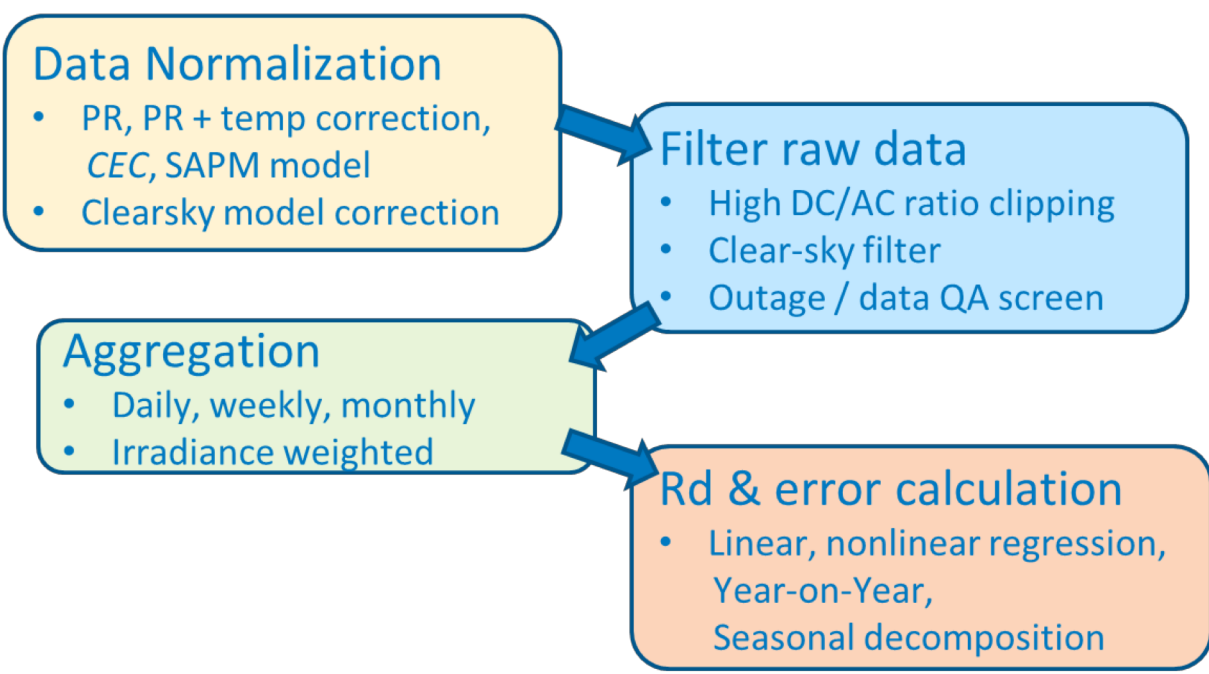 Data Normalization
• PR, PR + temp correction,
CEC, SAPM model
• Clearsky model correction
Filter raw data
• High DC/AC ratio clipping
• Clear-sky filter
• Outage / data QA screen
Aggregation
• Daily, weekly, monthly
• Irradiance weighted
Rd & error calculation
• Linear, nonlinear regression,
Year-on-Year,
Seasonal decomposition